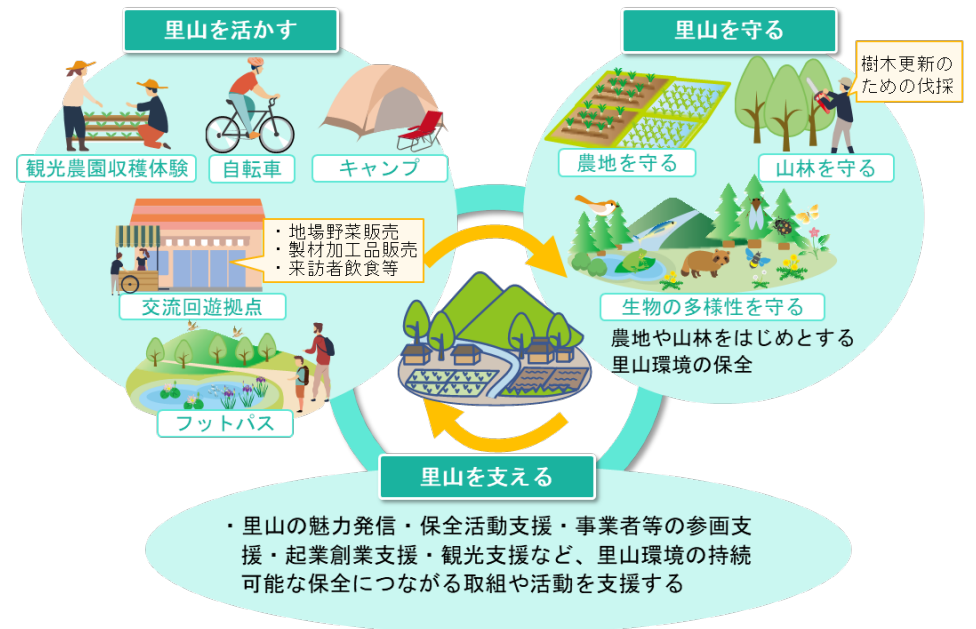 里山を活かす
観光農園収穫体験
自転車
キャンプ
・地場野菜販売
・製材加工品販売
・来訪者飲食等
交流回遊拠点
フットパス
里山を守る
樹木更新の
ための伐採
農地を守る
山林を守る
生物の多様性を守る
農地や山林をはじめとする
里山環境の保全
里山を支える
・里山の魅力発信・保全活動支援・事業者等の参画支
援・起業創業支援・観光支援など、里山環境の持続
可能な保全につながる取組や活動を支援する